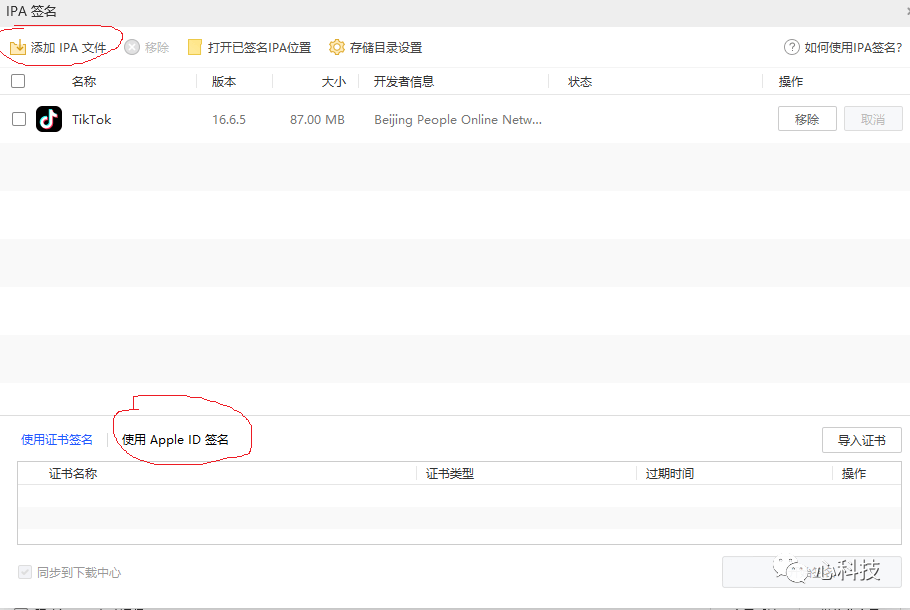 IPA 签名
添加 IPA 文件 移除 打开已签名IPA位置 存储目录设置 如何使用IPA签名?
名称 版本 大小 开发者信息 状态 操作
TikTok 16.6.5 87.00 MB Beijing People Online Netw... 移除 取消
使用证书签名 使用 Apple ID 签名 导入证书
证书名称 证书类型 过期时间 操作
同步到下载中心 心科技